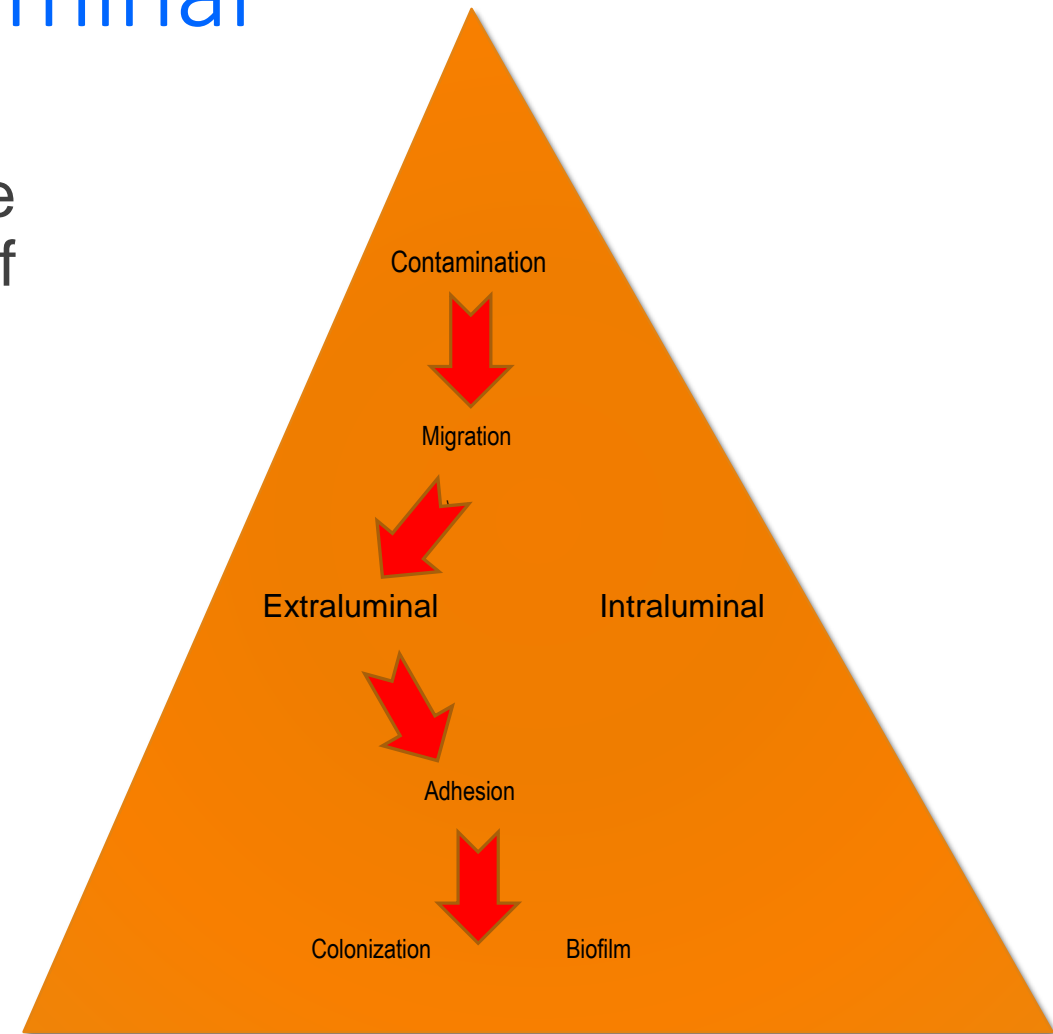 Contamination
Migration
Extraluminal Intraluminal
Adhesion
Colonization Biofilm